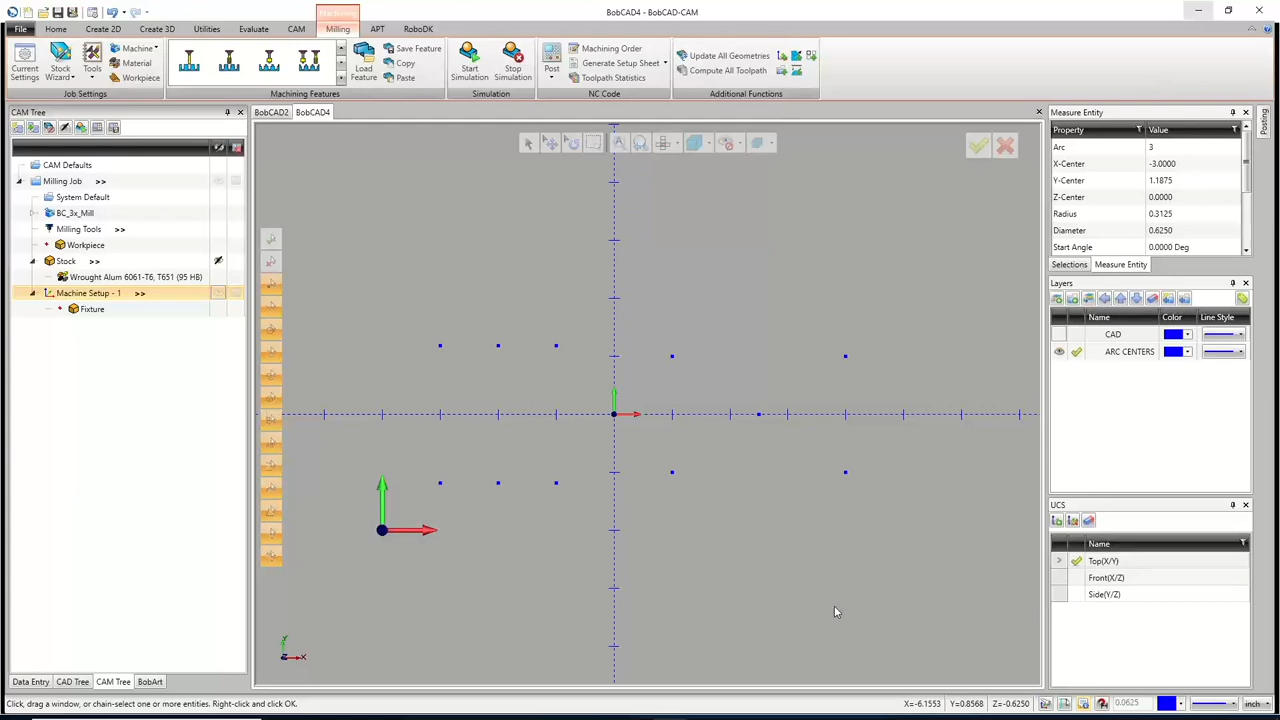 BobCAD4 - BobCAD-CAM
Machining
File Home Create 2D Create 3D Utilities Evaluate CAM Milling APT RoboDK
Current Settings
Stock Wizard
Tools
Machine
Material
Workpiece
Job Settings
Load Feature
Save Feature
Copy
Paste
Machining Features
Start Simulation
Stop Simulation
Simulation
Post
Machining Order
Generate Setup Sheet
Toolpath Statistics
NC Code
Update All Geometries
Compute All Toolpath
Additional Functions
CAM Tree
BobCAD2 BobCAD4
CAM Defaults
Milling Job >>
System Default
BC_3x_Mill
Milling Tools >>
Workpiece
Stock >>
Wrought Alum 6061-T6, T651 (95 HB)
Machine Setup - 1 >>
Fixture
Y
Z X
Measure Entity
Property Value
Arc 3
X-Center -3.0000
Y-Center 1.1875
Z-Center 0.0000
Radius 0.3125
Diameter 0.6250
Start Angle 0.0000 Deg
Selections Measure Entity
Posting
Layers
Name Color Line Style
CAD
ARC CENTERS
UCS
Name
Top(X/Y)
Front(X/Z)
Side(Y/Z)
Data Entry CAD Tree CAM Tree BobArt
Click, drag a window, or chain-select one or more entities. Right-click and click OK.
X=-6.1553 Y=0.8568 Z=-0.6250 0.0625 inch